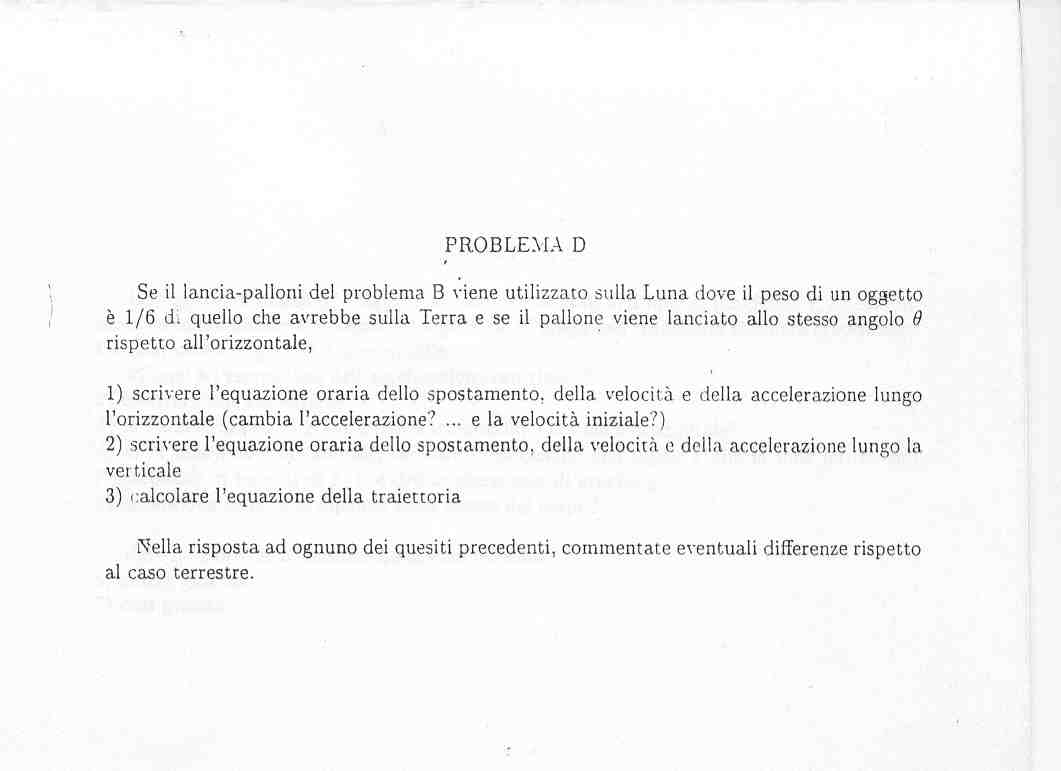 PROBLEMA D
Se il lancia-palloni del problema B viene utilizzato sulla Luna dove il peso di un oggetto
è 1/6 di quello che avrebbe sulla Terra e se il pallone viene lanciato allo stesso angolo θ
rispetto all'orizzontale,
1) scrivere l'equazione oraria dello spostamento, della velocità e della accelerazione lungo
l'orizzontale (cambia l'accelerazione? ... e la velocità iniziale?)
2) scrivere l'equazione oraria dello spostamento, della velocità e della accelerazione lungo la
verticale
3) calcolare l'equazione della traiettoria
Nella risposta ad ognuno dei quesiti precedenti, commentate eventuali differenze rispetto
al caso terrestre.